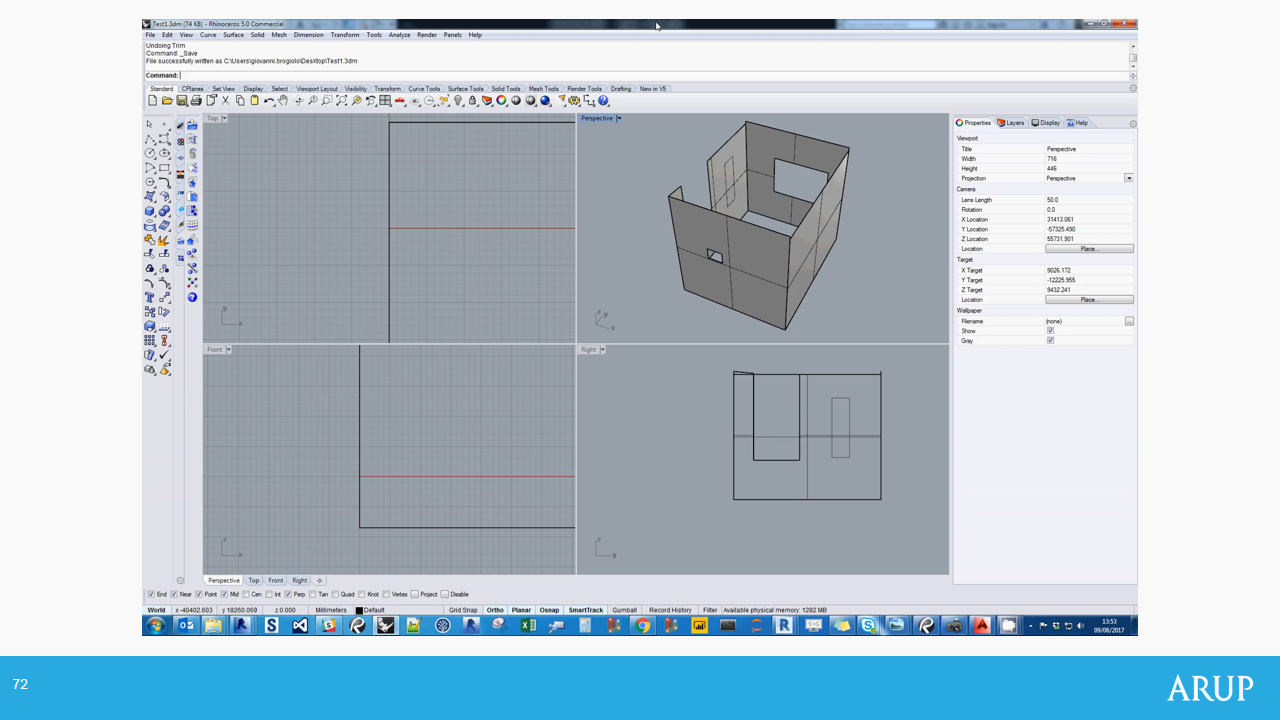 Test1.3dm (74 KB) - Rhinoceros 5.0 Commercial
File Edit View Curve Surface Solid Mesh Dimension Transform Tools Analyze Render Panels Help
Undoing Trim
Command: _Save
File successfully written as C:\Users\giovanni.brogiolo\Desktop\Test1.3dm
Command:
Standard CPlanes Set View Display Select Viewport Layout Visibility Transform Curve Tools Surface Tools Solid Tools Mesh Tools Render Tools Drafting New in V5
Top
Perspective
Front
Right
z
y
x
y
x
z
x
z
y
Properties Layers Display Help
Viewport
Title Perspective
Width 716
Height 446
Projection Perspective
Camera
Lens Length 50.0
Rotation 0.0
X Location 31413.061
Y Location -57325.490
Z Location 55731.901
Location Place...
Target
X Target 9026.172
Y Target -12225.955
Z Target 9432.241
Location Place...
Wallpaper
Filename (none)
Show
Gray
Perspective Top Front Right
End Near Point Mid Cen Int Perp Tan Quad Knot Vertex Project Disable
World x -40402.603 y 18260.069 z 0.000 Millimeters Default Grid Snap Ortho Planar Osnap SmartTrack Gumball Record History Filter Available physical memory: 1282 MB
13:53
09/08/2017
72
ARUP